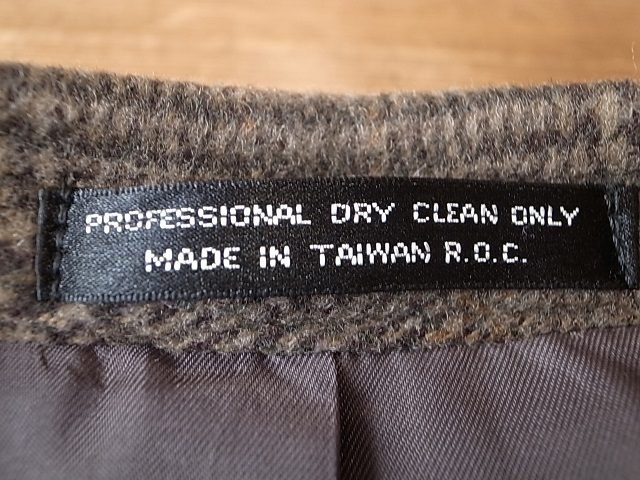 PROFESSIONAL DRY CLEAN ONLY
MADE IN TAIWAN R.O.C.